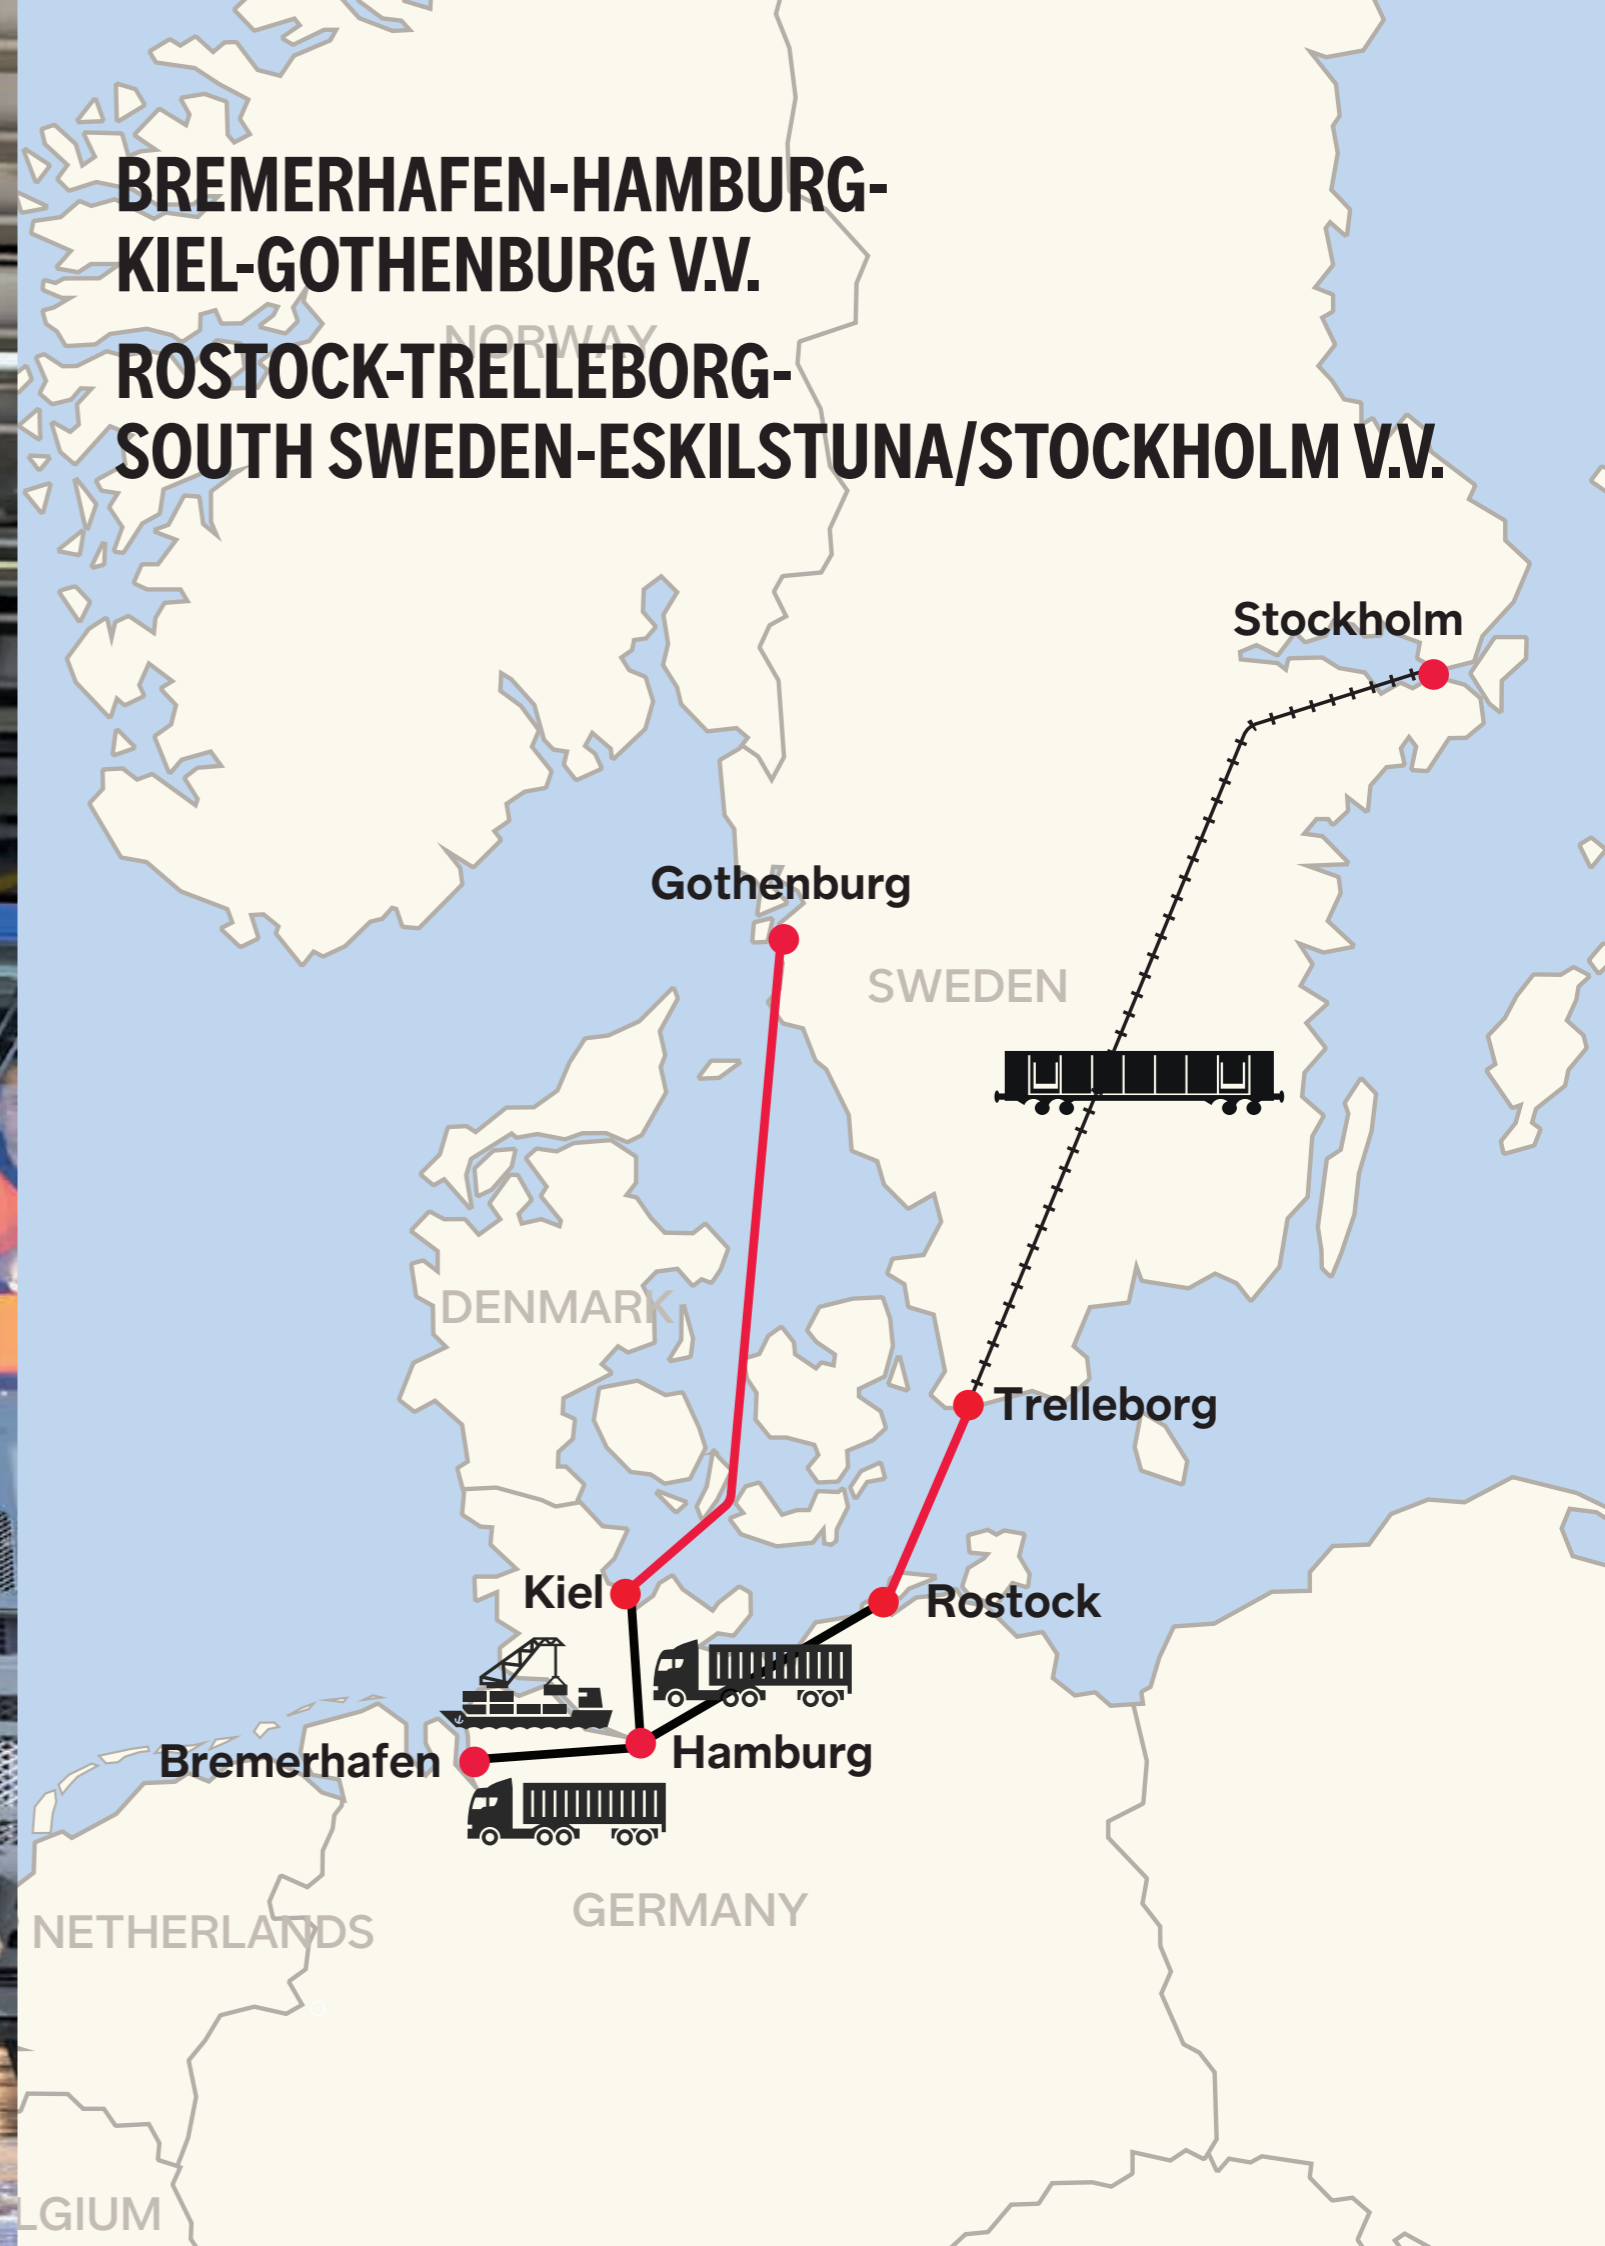 BREMERHAFEN-HAMBURG-
KIEL-GOTHENBURG V.V.
NORWAY
ROSTOCK-TRELLEBORG-
SOUTH SWEDEN-ESKILSTUNA/STOCKHOLM V.V.
Stockholm
Gothenburg
SWEDEN
DENMARK
Trelleborg
Kiel
Rostock
Hamburg
Bremerhafen
GERMANY
NETHERLANDS
LGIUM